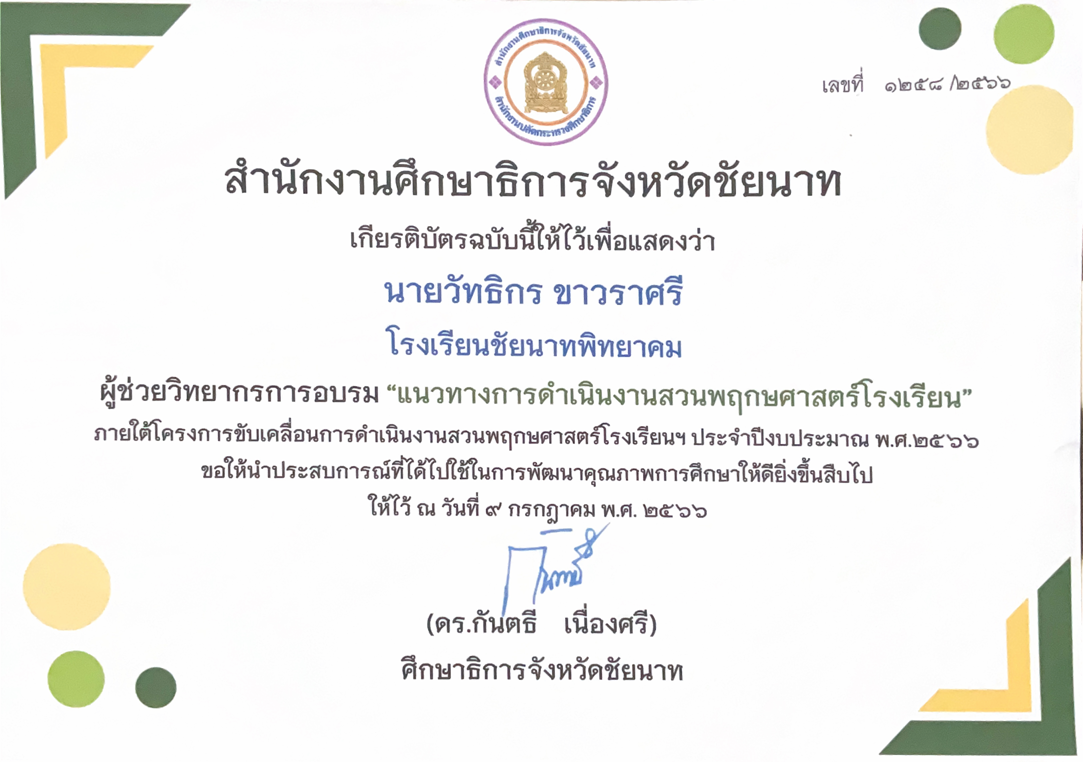 สำนักงานศึกษาธิการจังหวัดชัยนาท
สำนักงานปลัดกระทรวงศึกษาธิการ
เลขที่ ๑๒๕๘/๒๕๖๖
สำนักงานศึกษาธิการจังหวัดชัยนาท
เกียรติบัตรฉบับนี้ให้ไว้เพื่อแสดงว่า
นายวัทธิกร ขาวราศรี
โรงเรียนชัยนาทพิทยาคม
ผู้ช่วยวิทยากรการอบรม “แนวทางการดำเนินงานสวนพฤกษศาสตร์โรงเรียน”
ภายใต้โครงการขับเคลื่อนการดำเนินงานสวนพฤกษศาสตร์โรงเรียนฯ ประจำปีงบประมาณ พ.ศ.๒๕๖๖
ขอให้นำประสบการณ์ที่ได้ไปใช้ในการพัฒนาคุณภาพการศึกษาให้ดียิ่งขึ้นสืบไป
ให้ไว้ ณ วันที่ ๙ กรกฎาคม พ.ศ. ๒๕๖๖
(ดร.กันตธี เนื่องศรี)
ศึกษาธิการจังหวัดชัยนาท